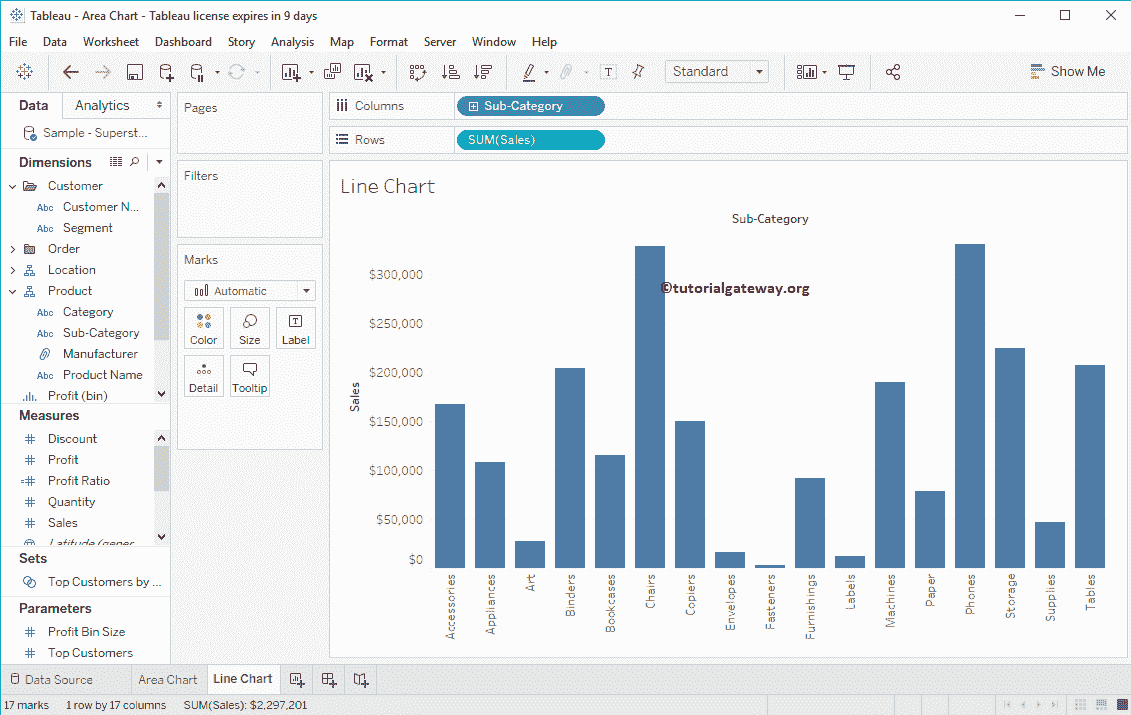 Tableau - Area Chart - Tableau license expires in 9 days
File Data Worksheet Dashboard Story Analysis Map Format Server Window Help
Standard Show Me
Data Analytics
Sample - Superst...
Dimensions
Customer
Abc Customer N...
Abc Segment
Order
Location
Product
Abc Category
Abc Sub-Category
Manufacturer
Abc Product Name
Profit (bin)
Measures
Discount
Profit
Profit Ratio
Quantity
Sales
Latitude (gener
Sets
Top Customers by ...
Parameters
Profit Bin Size
Top Customers
Pages
Filters
Marks
Automatic
Color Size Label
Detail Tooltip
Columns Sub-Category
Rows SUM(Sales)
Line Chart
Sub-Category
©tutorialgateway.org
Sales
$300,000
$250,000
$200,000
$150,000
$100,000
$50,000
$0
Accessories
Appliances
Art
Binders
Bookcases
Chairs
Copiers
Envelopes
Fasteners
Furnishings
Labels
Machines
Paper
Phones
Storage
Supplies
Tables
Data Source Area Chart Line Chart
17 marks 1 row by 17 columns SUM(Sales): $2,297,201